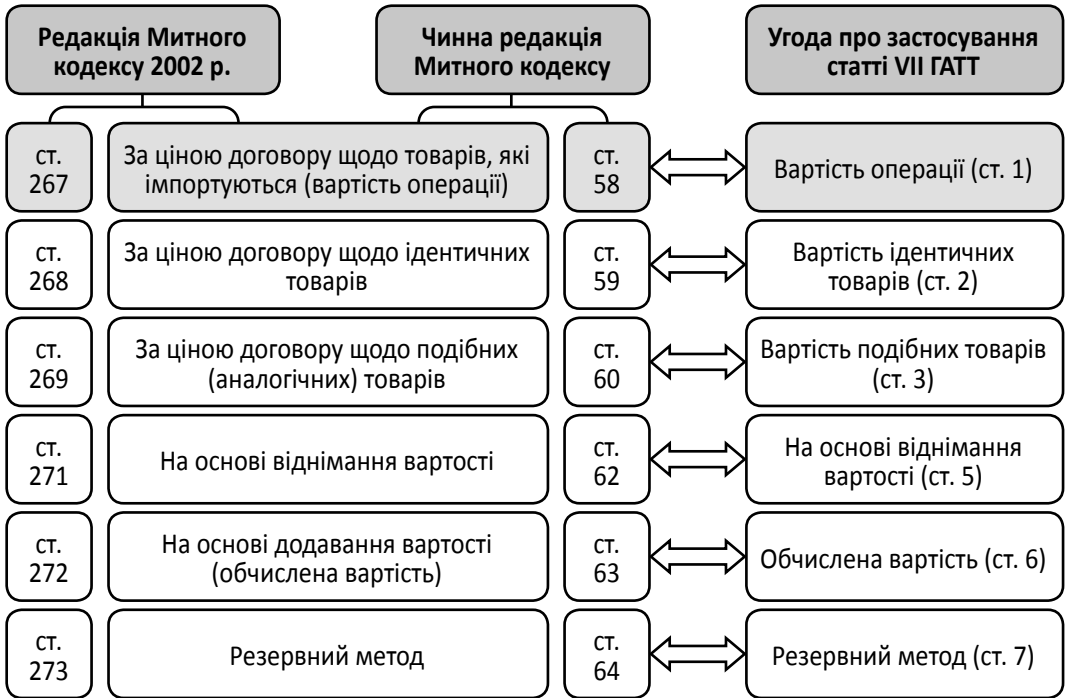 Редакція Митного
кодексу 2002 р.
Чинна редакція
Митного кодексу
Угода про застосування
статті VII ГАТТ
ст.
267
За ціною договору щодо товарів, які
імпортуються (вартість операції)
ст.
58
Вартість операції (ст. 1)
ст.
268
За ціною договору щодо ідентичних
товарів
ст.
59
Вартість ідентичних
товарів (ст. 2)
ст.
269
За ціною договору щодо подібних
(аналогічних) товарів
ст.
60
Вартість подібних товарів
(ст. 3)
ст.
271
На основі віднімання вартості
ст.
62
На основі віднімання
вартості (ст. 5)
ст.
272
На основі додавання вартості
(обчислена вартість)
ст.
63
Обчислена вартість (ст. 6)
ст.
273
Резервний метод
ст.
64
Резервний метод (ст. 7)